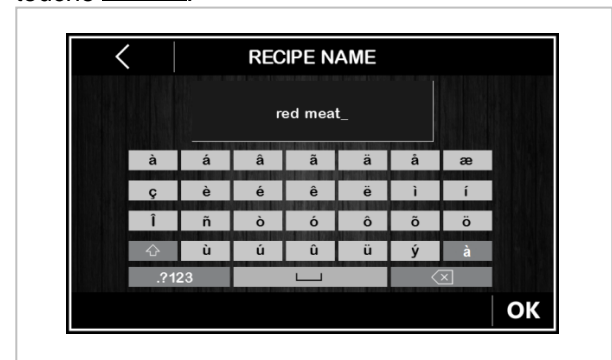 RECIPE NAME
red meat_
à á â ã ä å æ
ç è é ê ë ì í
Î ñ ò ó ô õ ö
ù ú û ü ý à
.?123
OK